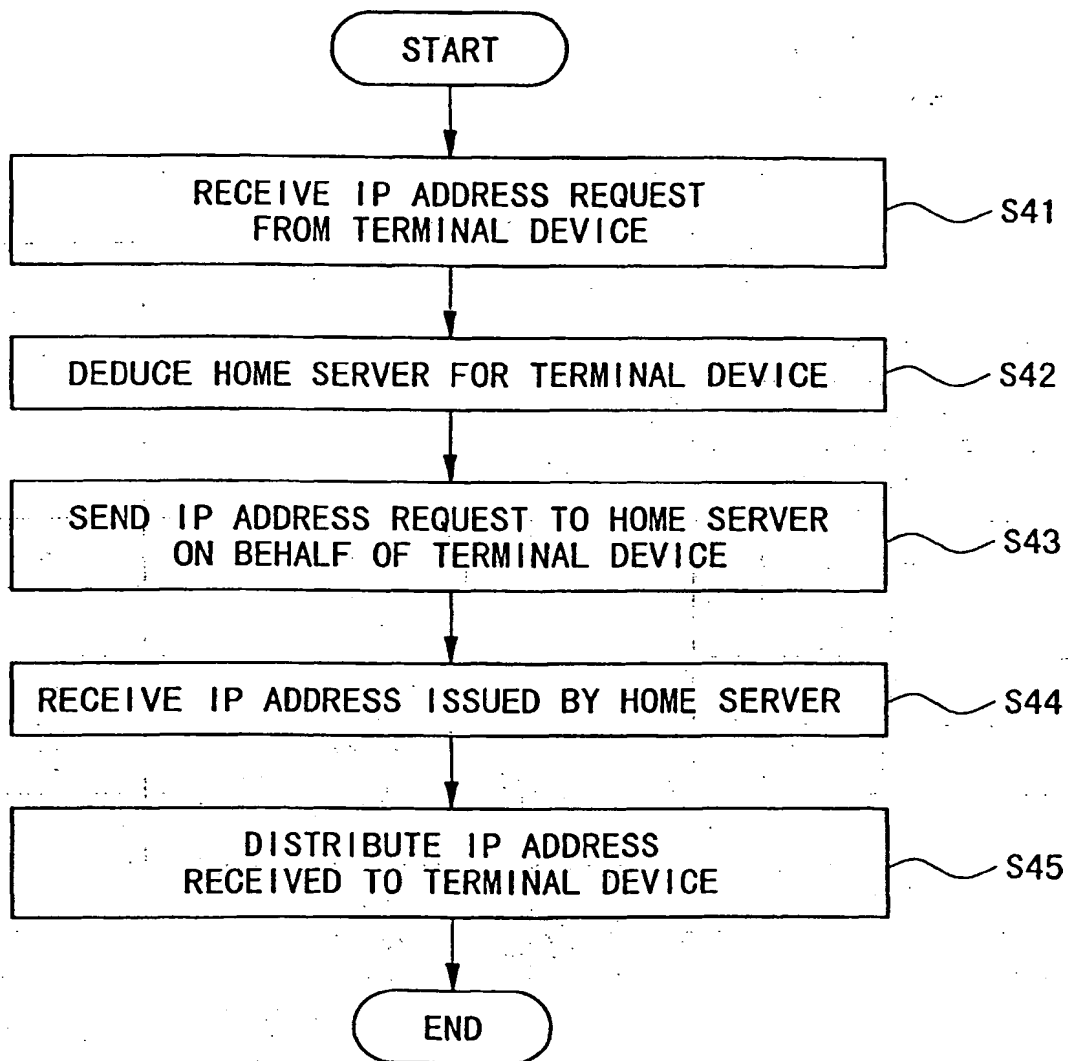 START
RECEIVE IP ADDRESS REQUEST
FROM TERMINAL DEVICE
S41
DEDUCE HOME SERVER FOR TERMINAL DEVICE
S42
SEND IP ADDRESS REQUEST TO HOME SERVER
ON BEHALF OF TERMINAL DEVICE
S43
RECEIVE IP ADDRESS ISSUED BY HOME SERVER
S44
DISTRIBUTE IP ADDRESS
RECEIVED TO TERMINAL DEVICE
S45
END